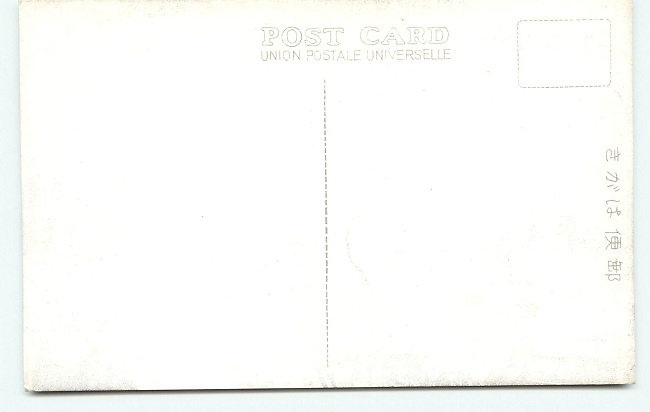 POST CARD
UNION POSTALE UNIVERSELLE
郵便はがき